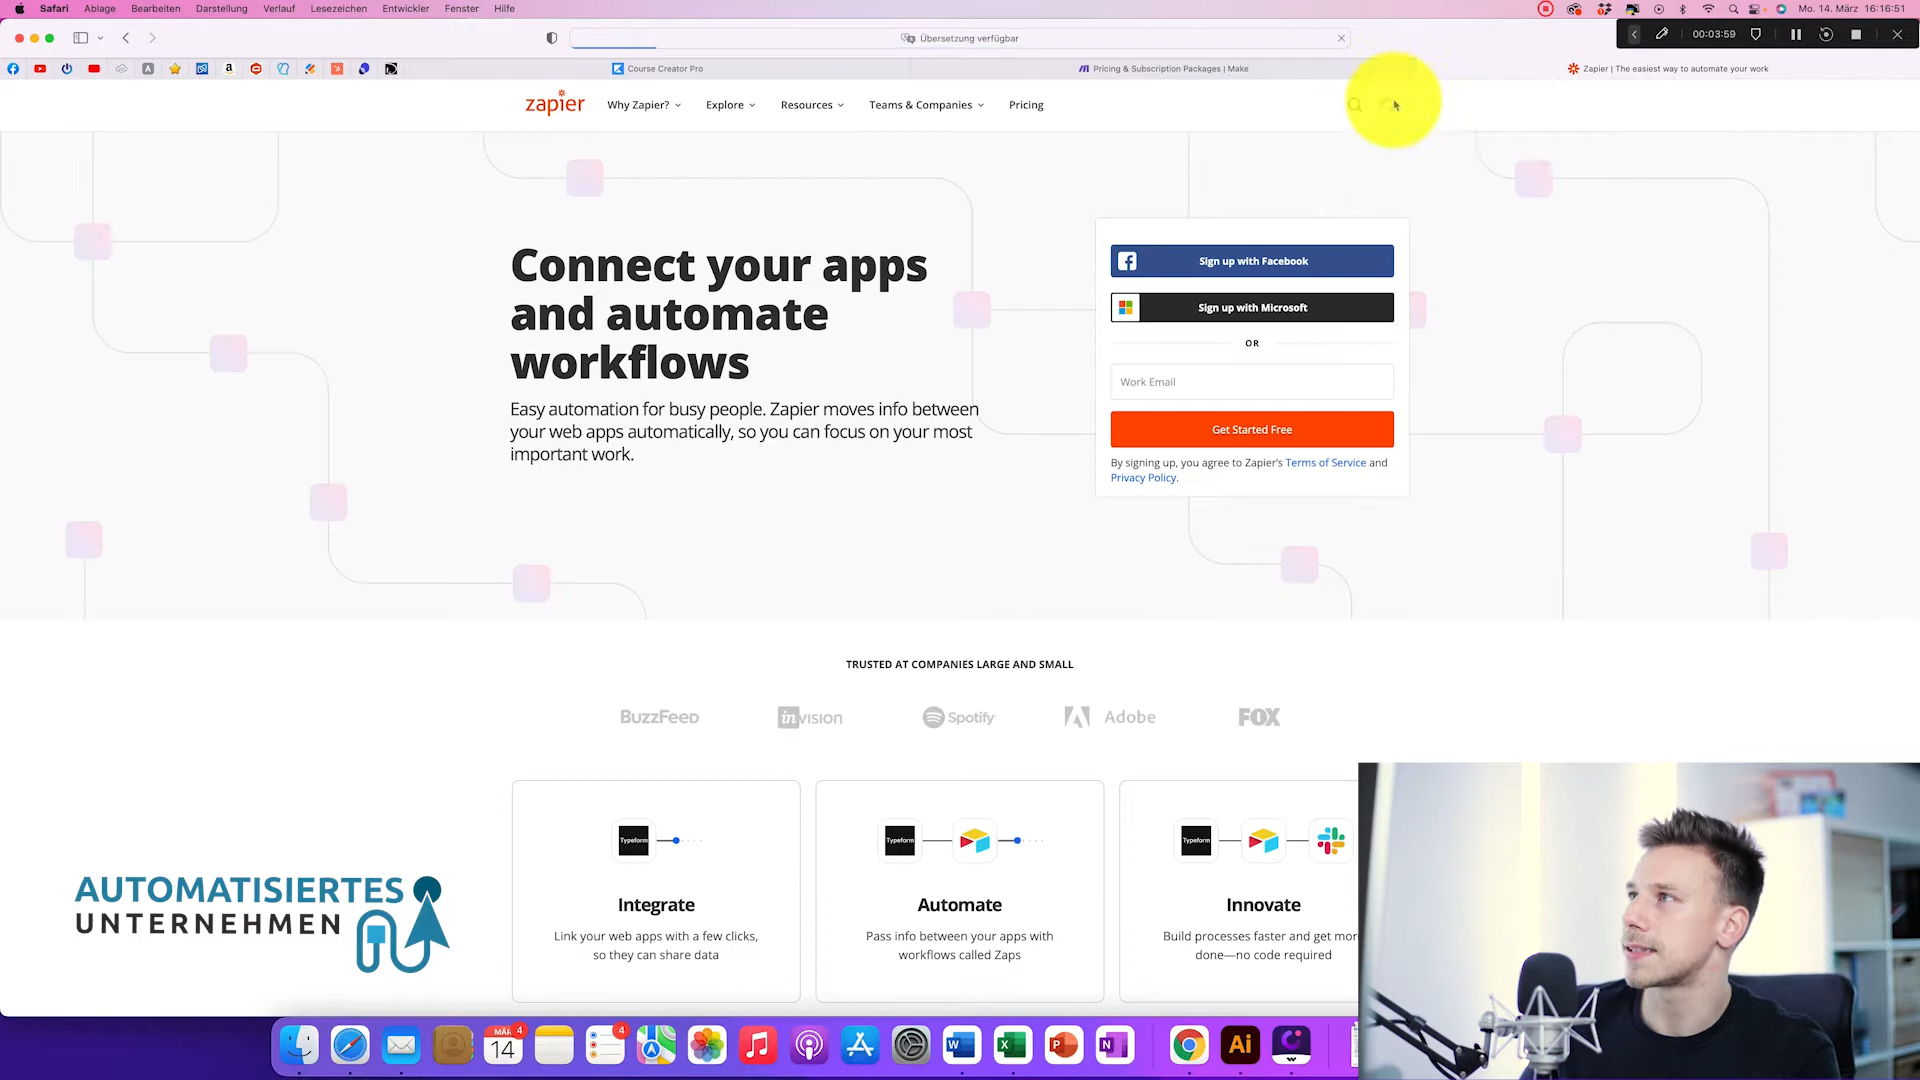 Safari Ablage Bearbeiten Darstellung Verlauf Lesezeichen Entwickler Fenster Hilfe
Mo. 14. März 16:16:51
Übersetzung verfügbar
00:03:59
Course Creator Pro
Pricing & Subscription Packages | Make
Zapier | The easiest way to automate your work
zapier
Why Zapier?
Explore
Resources
Teams & Companies
Pricing
Connect your apps
and automate
workflows
Easy automation for busy people. Zapier moves info between
your web apps automatically, so you can focus on your most
important work.
Sign up with Facebook
Sign up with Microsoft
OR
Work Email
Get Started Free
By signing up, you agree to Zapier's Terms of Service and
Privacy Policy.
TRUSTED AT COMPANIES LARGE AND SMALL
BuzzFeed
inVISION
Spotify
Adobe
FOX
Typeform
Integrate
Link your web apps with a few clicks,
so they can share data
Typeform
Automate
Pass info between your apps with
workflows called Zaps
Typeform
Innovate
Build processes faster and get mor
done—no code required
AUTOMATISIERTES
UNTERNEHMEN
MÄRZ
14
4
4
W
X
P
N
Ai